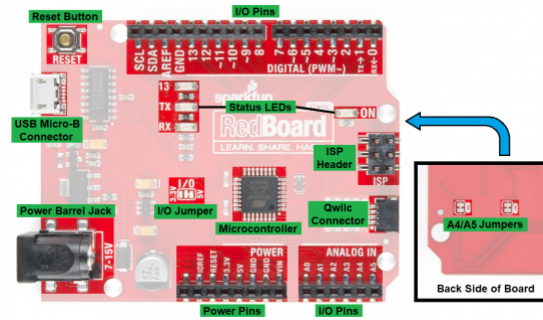 I/O Pins
Reset Button
RESET
SCL
SDA
AREF
GND
13
12
~11
~10
~9
8
7
~6
~5
4
~3
2
TX→1
RX←0
DIGITAL (PWM~)
sparkfun
13
TX
RX
Status LEDs
ON
USB Micro-B
Connector
RedBoard
LEARN. SHARE.
ISP
Header
ISP
I/O
3.3V
5V
I/O Jumper
Microcontroller
Qwiic
Connector
A4/A5 Jumpers
Back Side of Board
Power Barrel Jack
7-15V
POWER
ANALOG IN
IOREF
RESET
3.3V
5V
GND
GND
VIN
A0
A1
A2
A3
A4
A5
Power Pins
I/O Pins